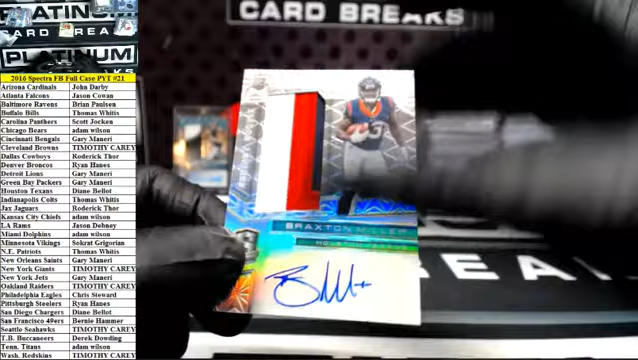 PLATINUM
CARD BREAKS
PLATINUM
CARD BREAKS
2016 Spectra FB Full Case PYT #21
Arizona Cardinals John Darby
Atlanta Falcons Jason Cowan
Baltimore Ravens Brian Paulsen
Buffalo Bills Thomas Whitis
Carolina Panthers Scott Jocken
Chicago Bears adam wilson
Cincinnati Bengals Gary Maneri
Cleveland Browns TIMOTHY CAREY
Dallas Cowboys Roderick Thor
Denver Broncos Ryan Hanes
Detroit Lions Gary Maneri
Green Bay Packers Gary Maneri
Houston Texans Diane Bellot
Indianapolis Colts Thomas Whitis
Jax Jaguars Roderick Thor
Kansas City Chiefs adam wilson
LA Rams Jason Debney
Miami Dolphins adam wilson
Minnesota Vikings Sokrat Grigorian
N.E. Patriots Thomas Whitis
New Orleans Saints Gary Maneri
New York Giants TIMOTHY CAREY
New York Jets Gary Maneri
Oakland Raiders TIMOTHY CAREY
Philadelphia Eagles Chris Steward
Pittsburgh Steelers Ryan Hanes
San Diego Chargers Diane Bellot
San Francisco 49ers Bernie Hammer
Seattle Seahawks TIMOTHY CAREY
T.B. Buccaneers Derek Dowding
Tenn. Titans adam wilson
Wash. Redskins TIMOTHY CAREY
BRAXTON MILLER